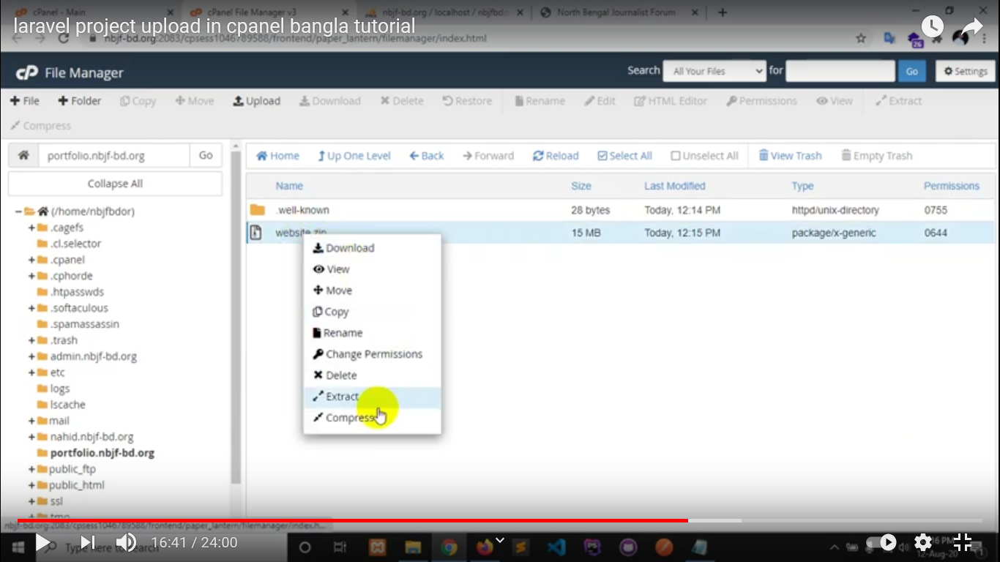 cPanel - Main
cPanel File Manager v3
nbjf-bd.org / localhost / nbjfbdo
North Bengal Journalist Forum
laravel project upload in cpanel bangla tutorial
nbjf-bd.org:2083/cpsess1046789588/frontend/paper_lantern/filemanager/index.html
26
cP File Manager
Search All Your Files for Go Settings
File Folder Copy Move Upload Download Delete Restore Rename Edit HTML Editor Permissions View Extract
Compress
portfolio.nbjf-bd.org Go
Home Up One Level Back Forward Reload Select All Unselect All View Trash Empty Trash
Collapse All
Name Size Last Modified Type Permissions
.well-known 28 bytes Today, 12:14 PM httpd/unix-directory 0755
website.zip 15 MB Today, 12:15 PM package/x-generic 0644
Download
View
Move
Copy
Rename
Change Permissions
Delete
Extract
Compress
(/home/nbjfbdor)
.cagefs
.cl.selector
.cpanel
.cphorde
.htpasswds
.softaculous
.spamassassin
.trash
admin.nbjf-bd.org
etc
logs
lscache
mail
nahid.nbjf-bd.org
portfolio.nbjf-bd.org
public_ftp
public_html
ssl
tmp
nbjf-bd.org:2083/cpsess1046789588/frontend/paper_lantern/filemanager/index.h...
Type here to search
16:41 / 24:00
PS
PM
12-Aug-20